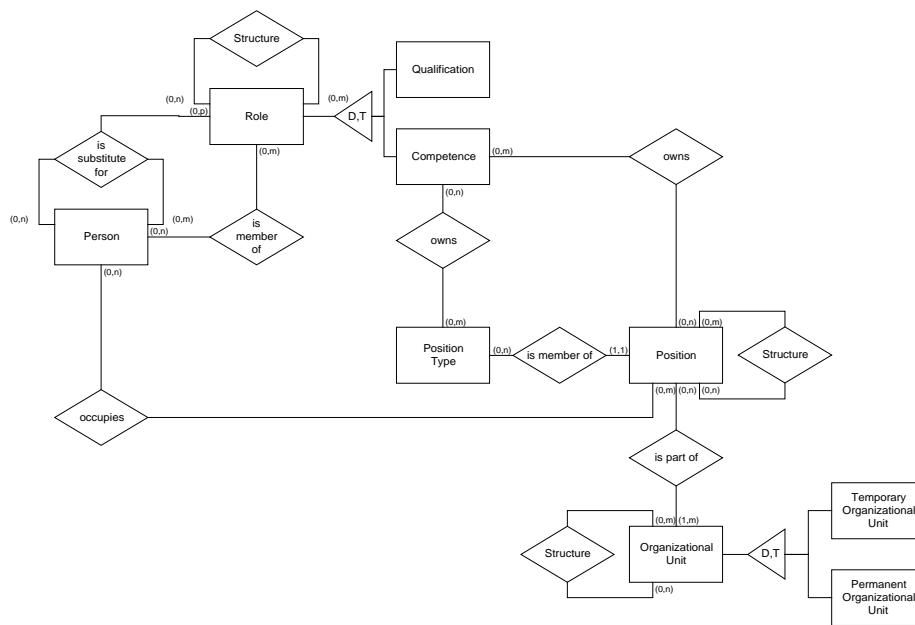 Structure
Qualification
(0,n)
(0,m)
(0,p)
Role
D,T
(0,m)
Competence
(0,m)
owns
(0,n)
is
substitute
for
(0,n)
(0,m)
Person
(0,n)
(0,n)
is
member
of
owns
(0,m)
Position
Type
(0,n)
is member of
(1,1)
(0,n)
(0,m)
Position
Structure
(0,m)
(0,n)
(0,n)
occupies
is part of
(0,m)
(1,m)
Structure
Organizational
Unit
(0,n)
D,T
Temporary
Organizational
Unit
Permanent
Organizational
Unit